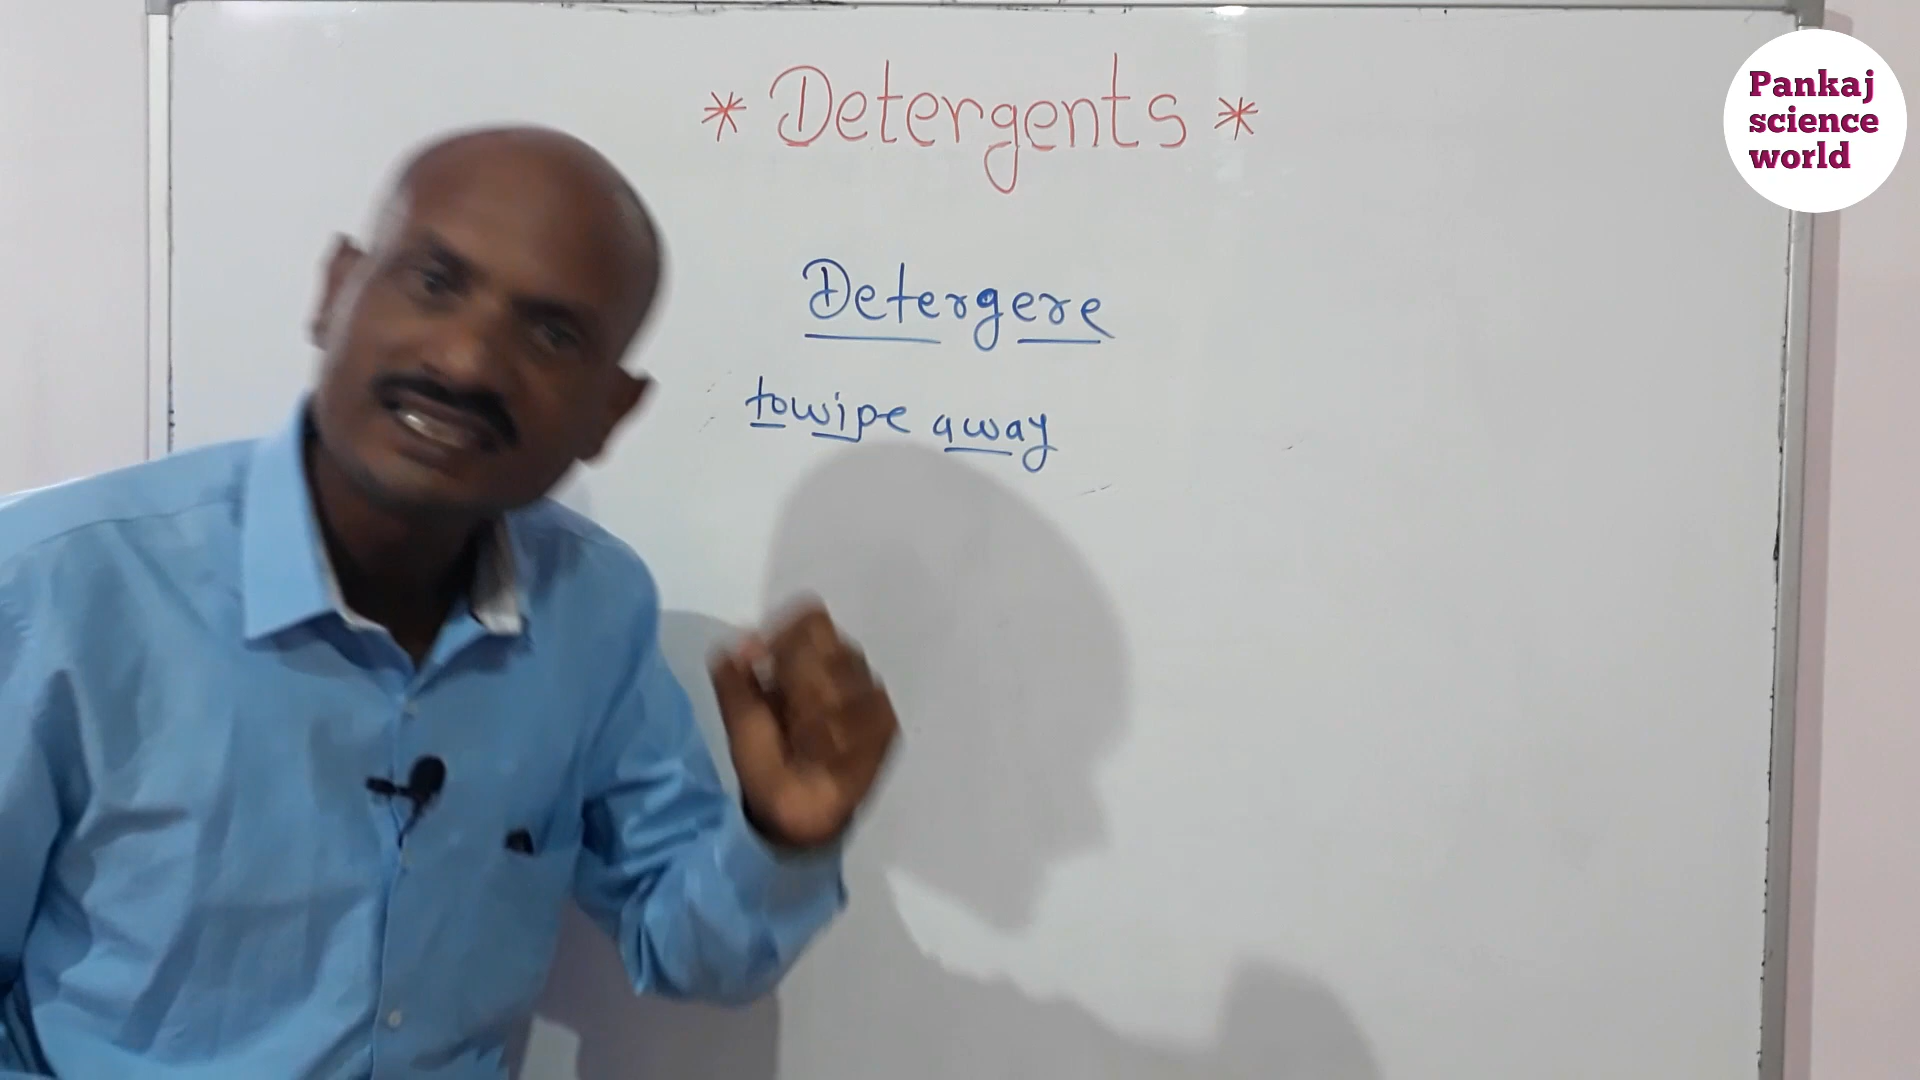 * Detergents *
Detergere
to wipe away
Pankaj
science
world